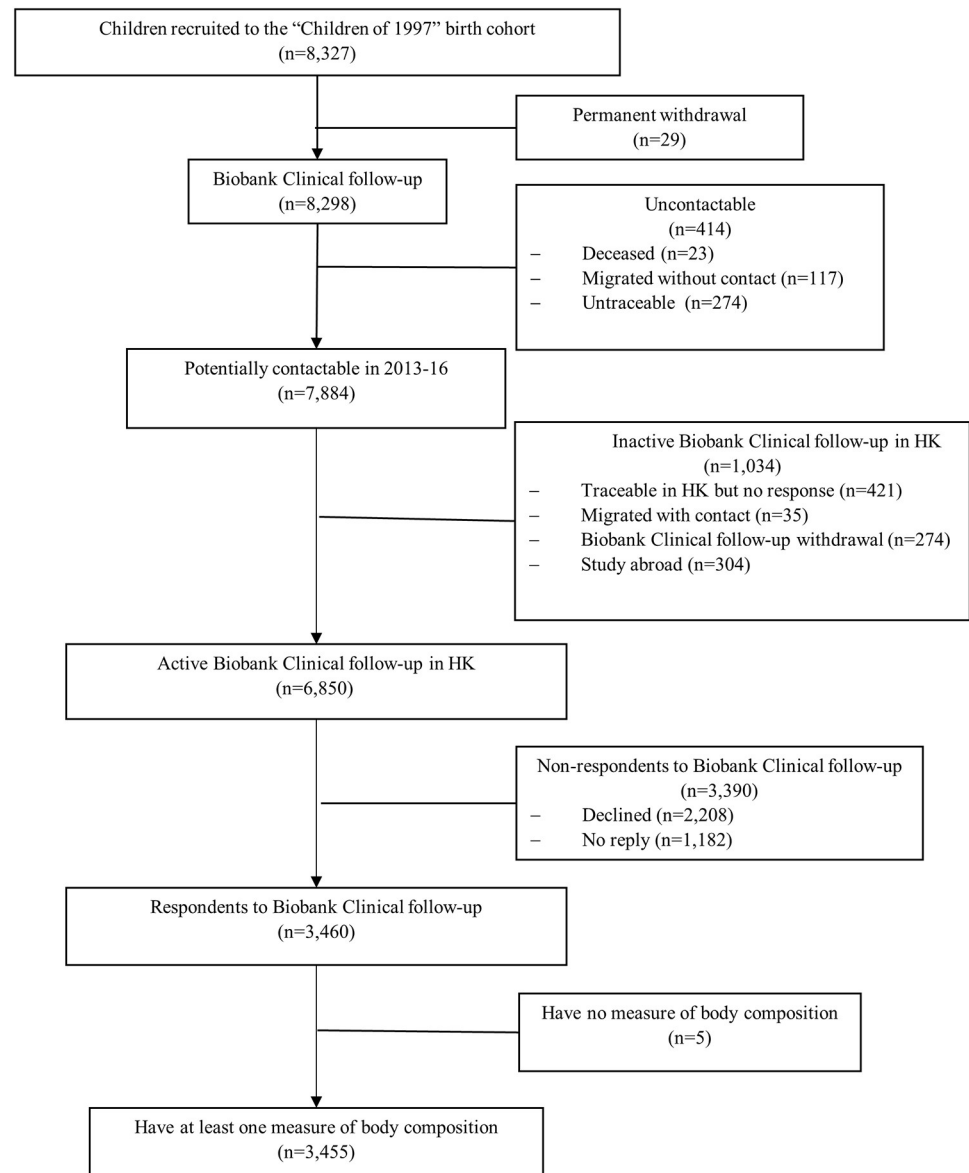 Children recruited to the “Children of 1997” birth cohort
(n=8,327)
Permanent withdrawal
(n=29)
Biobank Clinical follow-up
(n=8,298)
Uncontactable
(n=414)
– Deceased (n=23)
– Migrated without contact (n=117)
– Untraceable (n=274)
Potentially contactable in 2013-16
(n=7,884)
Inactive Biobank Clinical follow-up in HK
(n=1,034)
– Traceable in HK but no response (n=421)
– Migrated with contact (n=35)
– Biobank Clinical follow-up withdrawal (n=274)
– Study abroad (n=304)
Active Biobank Clinical follow-up in HK
(n=6,850)
Non-respondents to Biobank Clinical follow-up
(n=3,390)
– Declined (n=2,208)
– No reply (n=1,182)
Respondents to Biobank Clinical follow-up
(n=3,460)
Have no measure of body composition
(n=5)
Have at least one measure of body composition
(n=3,455)